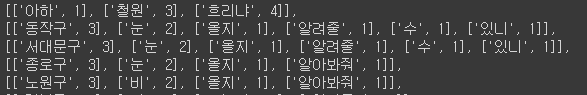 [['아하', 1], ['철원', 3], ['흐리냐', 4]],
[['동작구', 3], ['눈', 2], ['올지', 1], ['알려줄', 1], ['수', 1], ['있니', 1]],
[['서대문구', 3], ['눈', 2], ['올지', 1], ['알려줄', 1], ['수', 1], ['있니', 1]],
[['종로구', 3], ['눈', 2], ['올지', 1], ['알아봐줘', 1]],
[['노원구', 3], ['비', 2], ['올지', 1], ['알아봐줘', 1]],